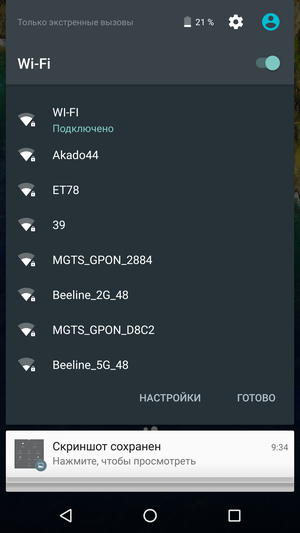 Только экстренные вызовы 21 %
Wi-Fi
WI-FI
Подключено
Akado44
ET78
39
MGTS_GPON_2884
Beeline_2G_48
MGTS_GPON_D8C2
Beeline_5G_48
НАСТРОЙКИ ГОТОВО
Скриншот сохранен 9:34
Нажмите, чтобы просмотреть